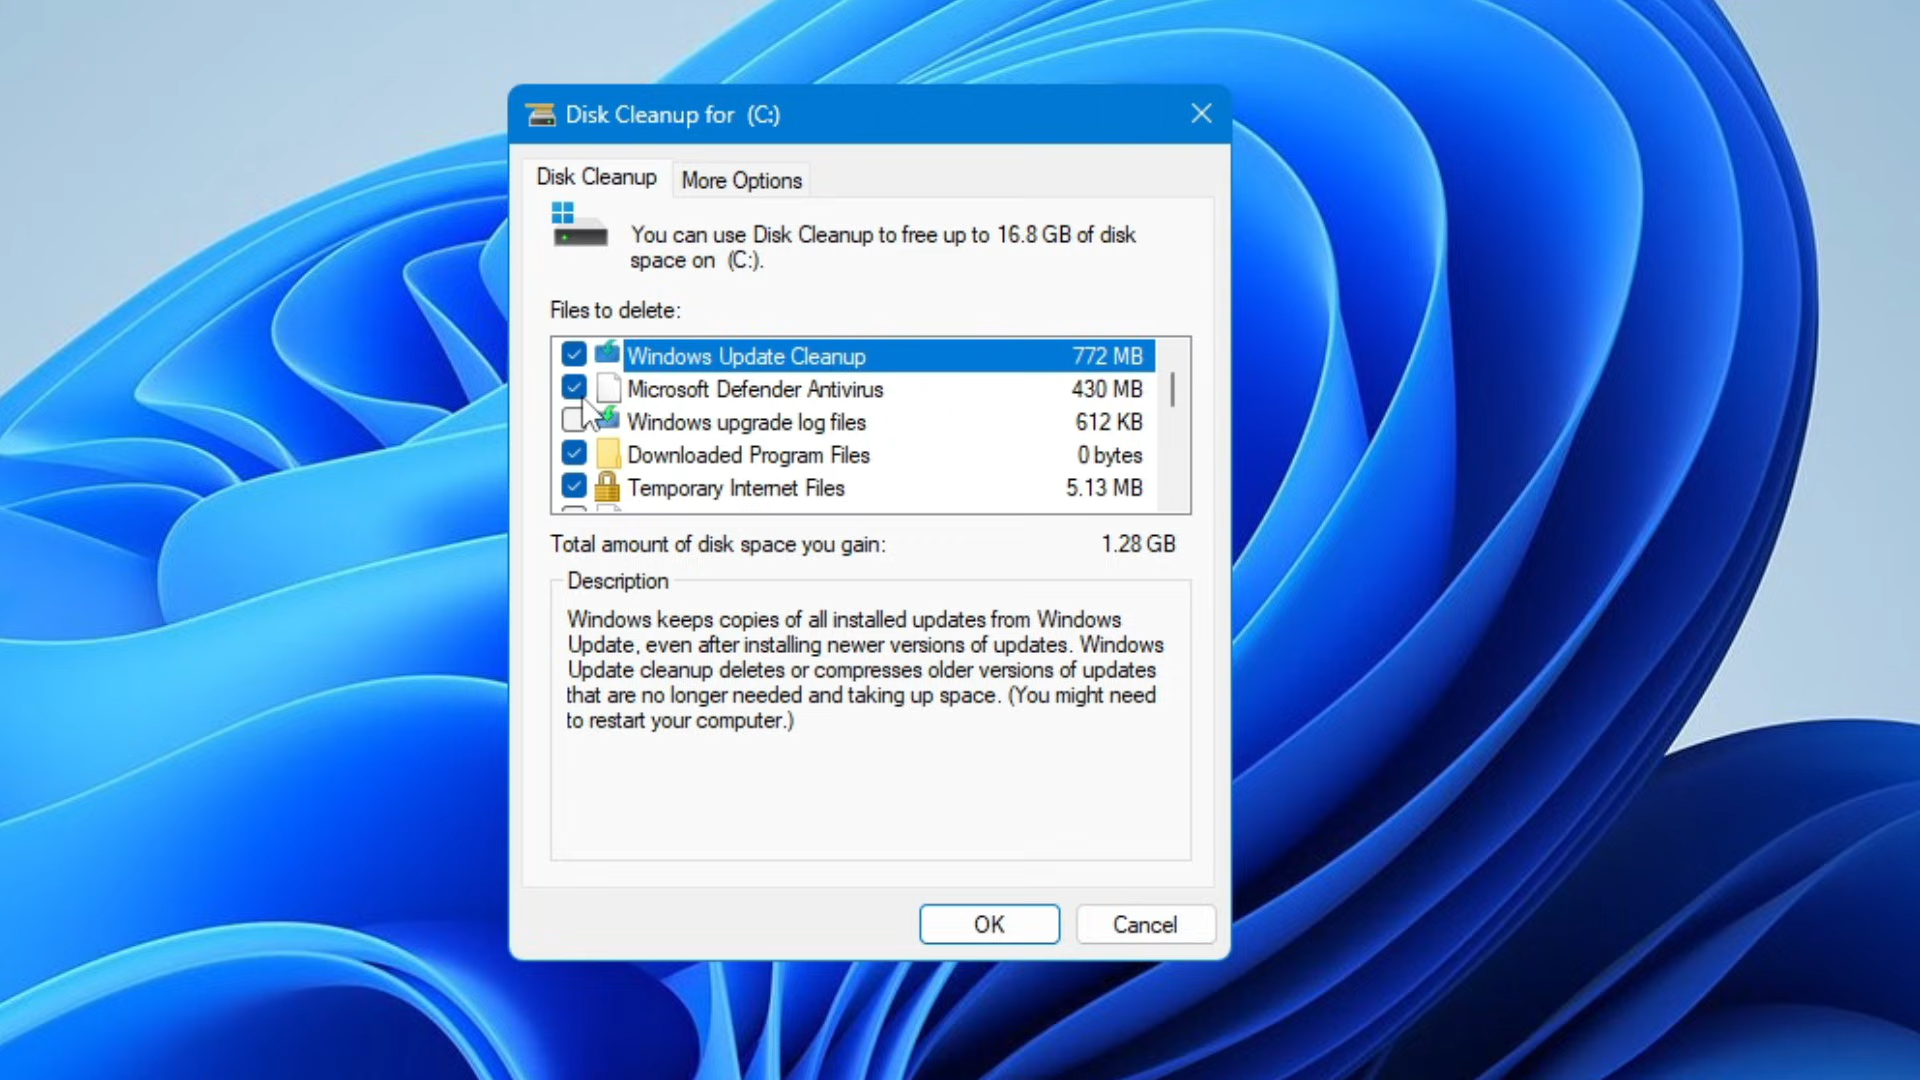 Disk Cleanup for (C:)
Disk Cleanup
More Options
You can use Disk Cleanup to free up to 16.8 GB of disk
space on (C:).
Files to delete:
Windows Update Cleanup 772 MB
Microsoft Defender Antivirus 430 MB
Windows upgrade log files 612 KB
Downloaded Program Files 0 bytes
Temporary Internet Files 5.13 MB
Total amount of disk space you gain: 1.28 GB
Description
Windows keeps copies of all installed updates from Windows
Update, even after installing newer versions of updates. Windows
Update cleanup deletes or compresses older versions of updates
that are no longer needed and taking up space. (You might need
to restart your computer.)
OK
Cancel